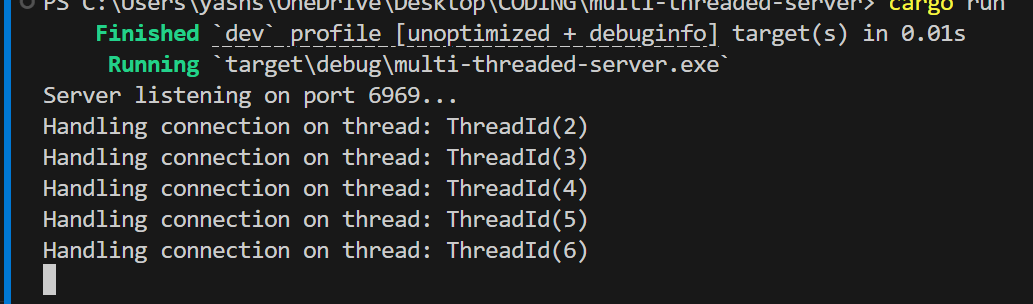 PS C:\Users\yashs\OneDrive\Desktop\CODING\multi-threaded-server> cargo run
Finished `dev` profile [unoptimized + debuginfo] target(s) in 0.01s
Running `target\debug\multi-threaded-server.exe`
Server listening on port 6969...
Handling connection on thread: ThreadId(2)
Handling connection on thread: ThreadId(3)
Handling connection on thread: ThreadId(4)
Handling connection on thread: ThreadId(5)
Handling connection on thread: ThreadId(6)